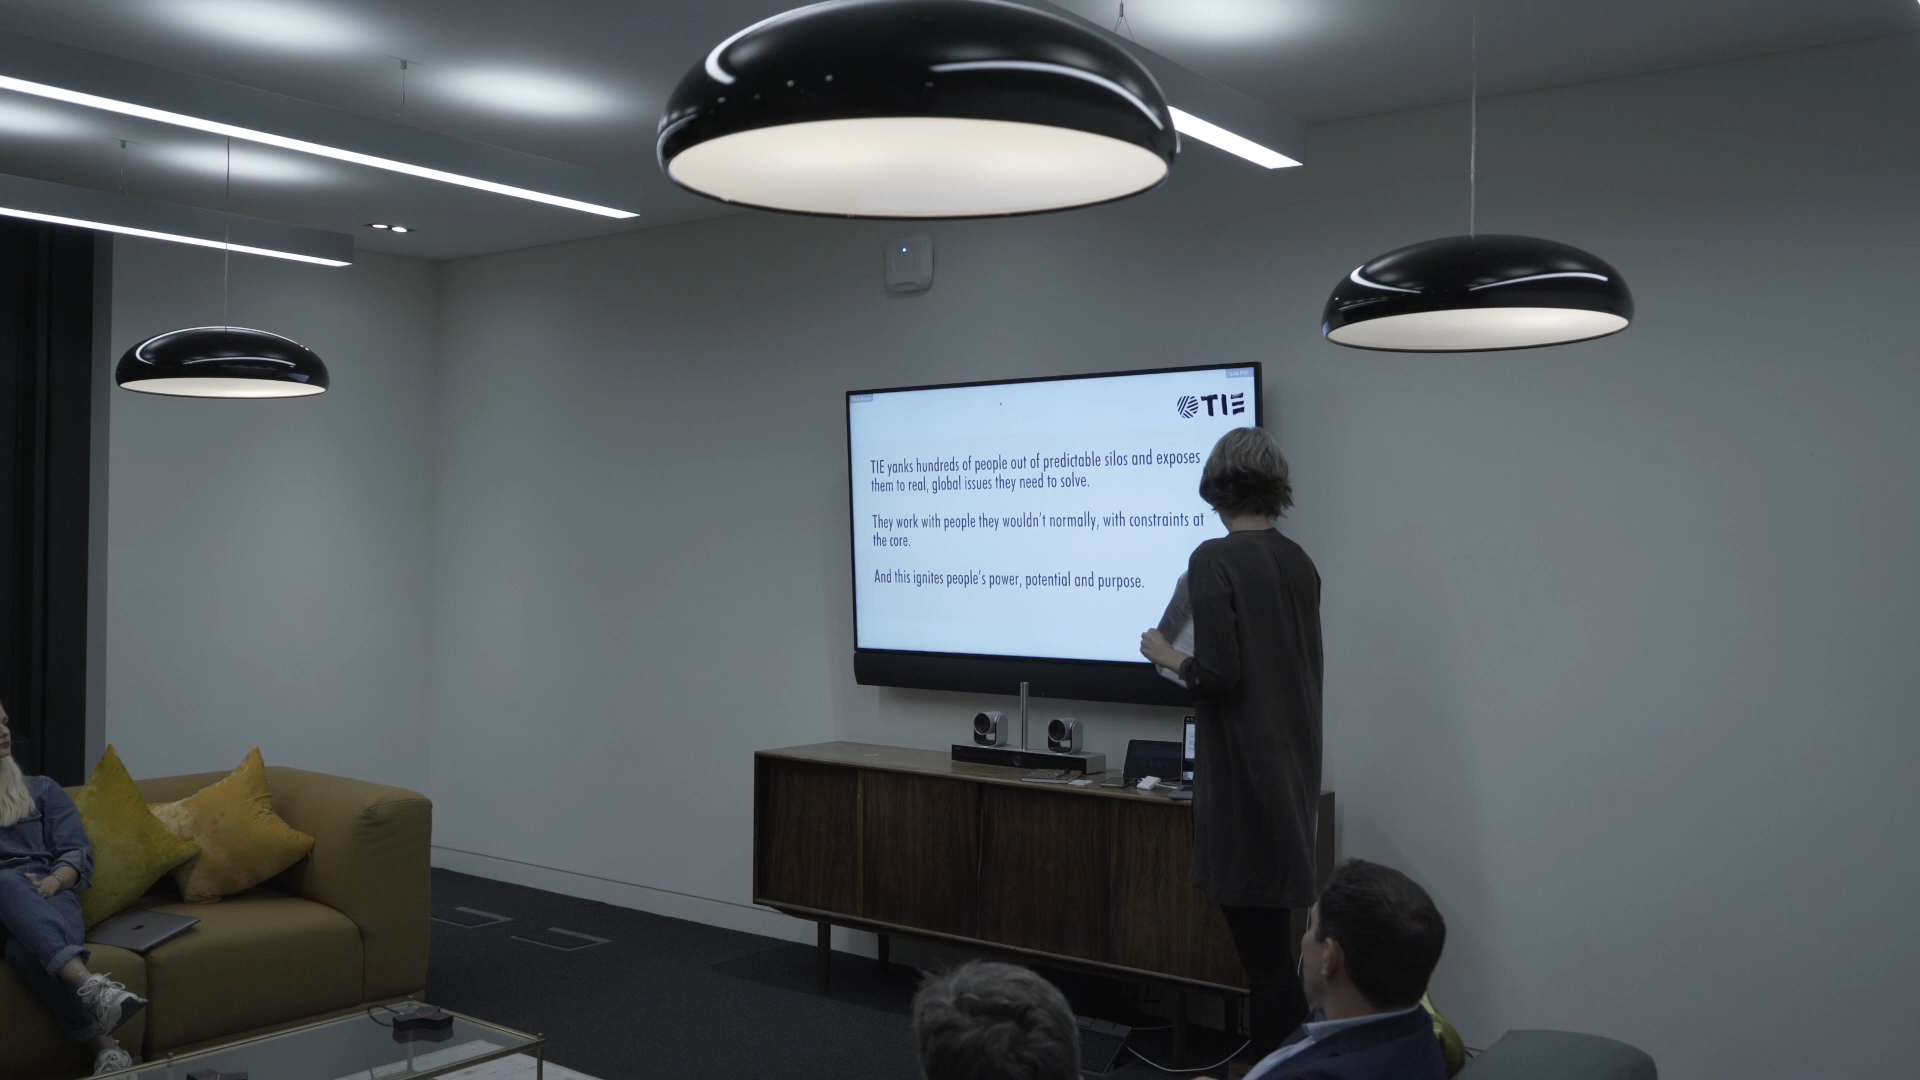 TIE
TIE yanks hundreds of people out of predictable silos and exposes
them to real, global issues they need to solve.
They work with people they wouldn't normally, with constraints at
the core.
And this ignites people's power, potential and purpose.